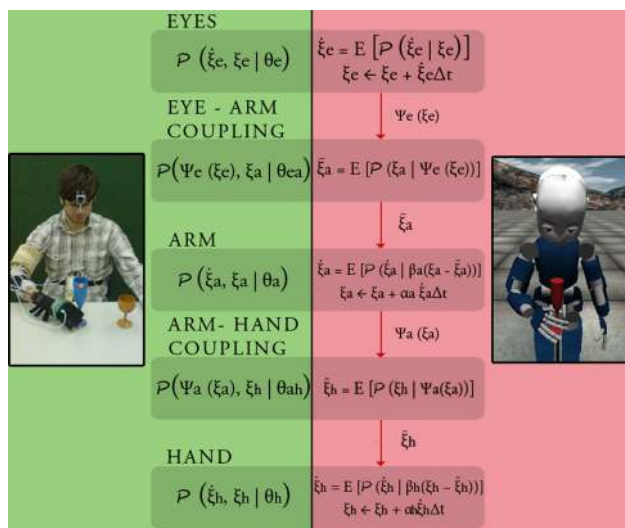 EYES
𝒫 (ξ̇e, ξe | θe)
ξ̇e = E [𝒫 (ξ̇e | ξe)]
ξe ← ξe + ξ̇eΔt
Ψe (ξe)
EYE - ARM
COUPLING
𝒫(Ψe (ξe), ξa | θea)
ξ̃a = E [𝒫 (ξa | Ψe (ξe))]
ξ̃a
ARM
𝒫 (ξ̇a, ξa | θa)
ξ̇a = E [𝒫 (ξ̇a | βa(ξa - ξ̃a))]
ξa ← ξa + αa ξ̇aΔt
Ψa (ξa)
ARM- HAND
COUPLING
𝒫(Ψa (ξa), ξh | θah)
ξ̃h = E [𝒫 (ξh | Ψa(ξa))]
ξ̃h
HAND
𝒫 (ξ̇h, ξh | θh)
ξ̇h = E [𝒫 (ξ̇h | βh(ξh - ξ̃h))]
ξh ← ξh + αhξ̇hΔt